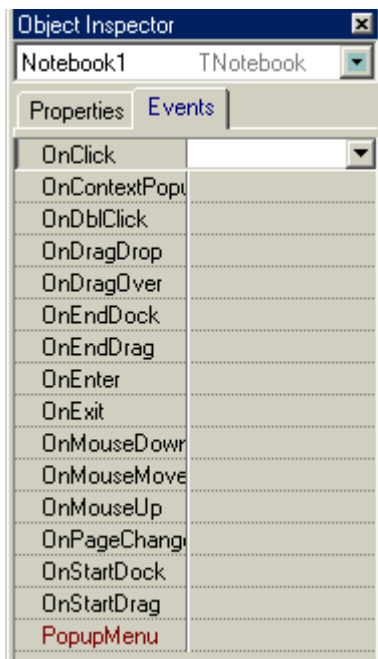 Object Inspector
Notebook1 TNotebook
Properties Events
OnClick
OnContextPopu
OnDblClick
OnDragDrop
OnDragOver
OnEndDock
OnEndDrag
OnEnter
OnExit
OnMouseDown
OnMouseMove
OnMouseUp
OnPageChang
OnStartDock
OnStartDrag
PopupMenu